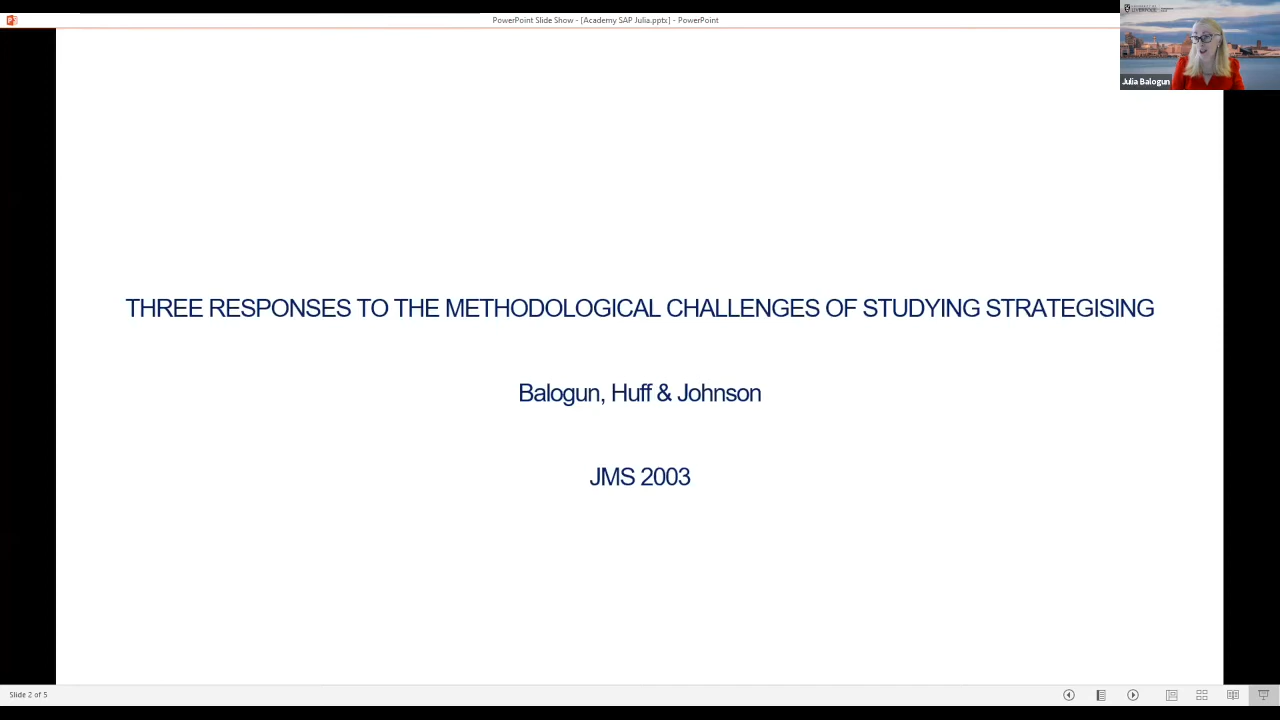 PowerPoint Slide Show - [Academy SAP Julia.pptx] - PowerPoint
LIVERPOOL
Julia Balogun
THREE RESPONSES TO THE METHODOLOGICAL CHALLENGES OF STUDYING STRATEGISING
Balogun, Huff & Johnson
JMS 2003
Slide 2 of 5